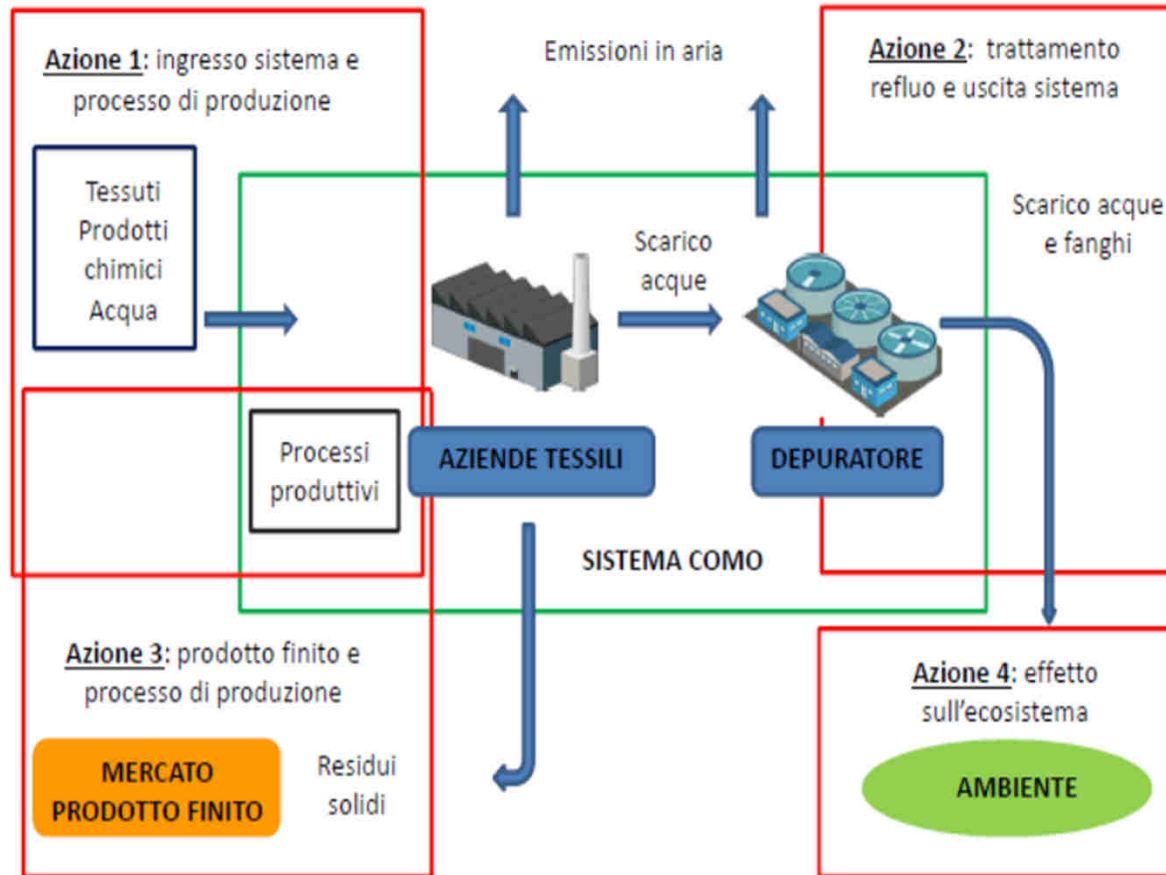 Azione 1: ingresso sistema e
processo di produzione
Emissioni in aria
Azione 2: trattamento
refluo e uscita sistema
Tessuti
Prodotti
chimici
Acqua
Scarico
acque
Scarico acque
e fanghi
Processi
produttivi
AZIENDE TESSILI
DEPURATORE
SISTEMA COMO
Azione 3: prodotto finito e
processo di produzione
MERCATO
PRODOTTO FINITO
Residui
solidi
Azione 4: effetto
sull'ecosistema
AMBIENTE